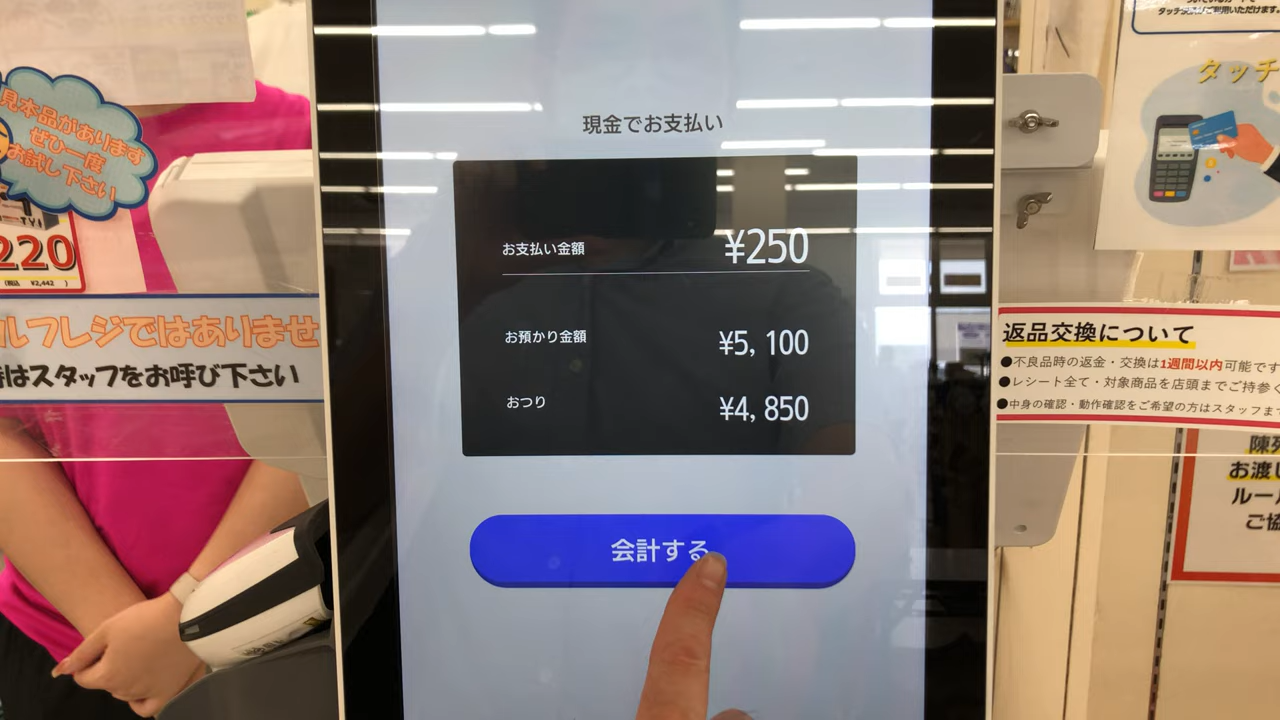 見本品があります
ぜひ一度
お試し下さい
220
(税込 ¥2,442 )
ルフレジではありませ
はスタッフをお呼び下さい
現金でお支払い
お支払い金額 ¥250
お預かり金額 ¥5,100
おつり ¥4,850
会計する
タッチ
返品交換について
●不良品時の返金・交換は1週間以内可能です
●レシート全て・対象商品を店頭までご持参く
●中身の確認・動作確認をご希望の方はスタッフま
陳列
お渡し
ルール
ご協